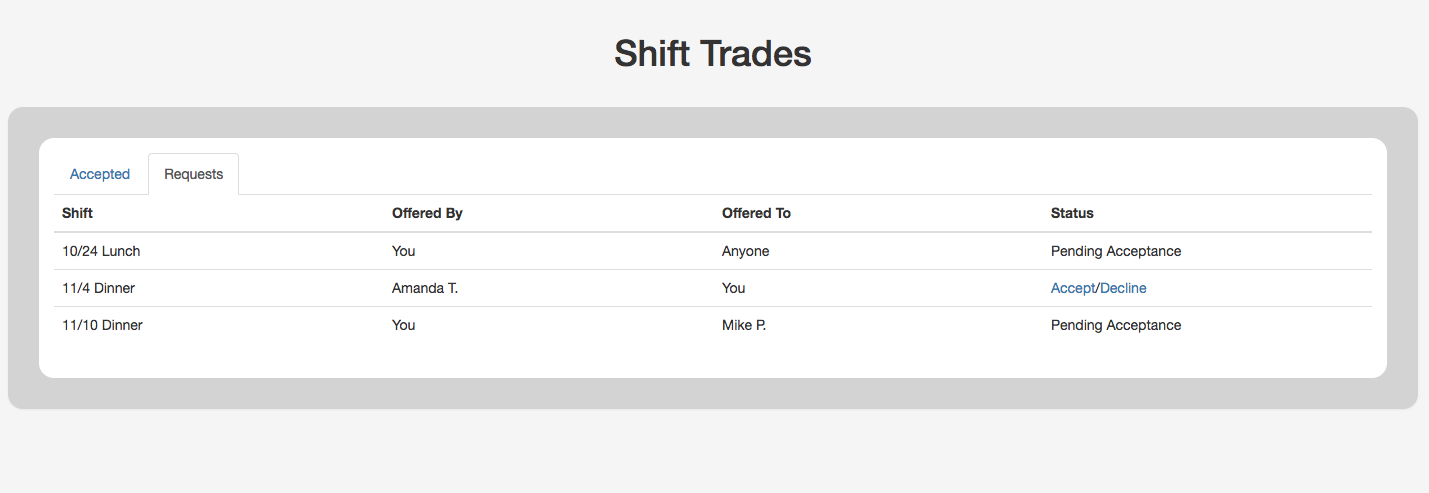 Shift Trades
Accepted Requests
Shift Offered By Offered To Status
10/24 Lunch You Anyone Pending Acceptance
11/4 Dinner Amanda T. You Accept/Decline
11/10 Dinner You Mike P. Pending Acceptance